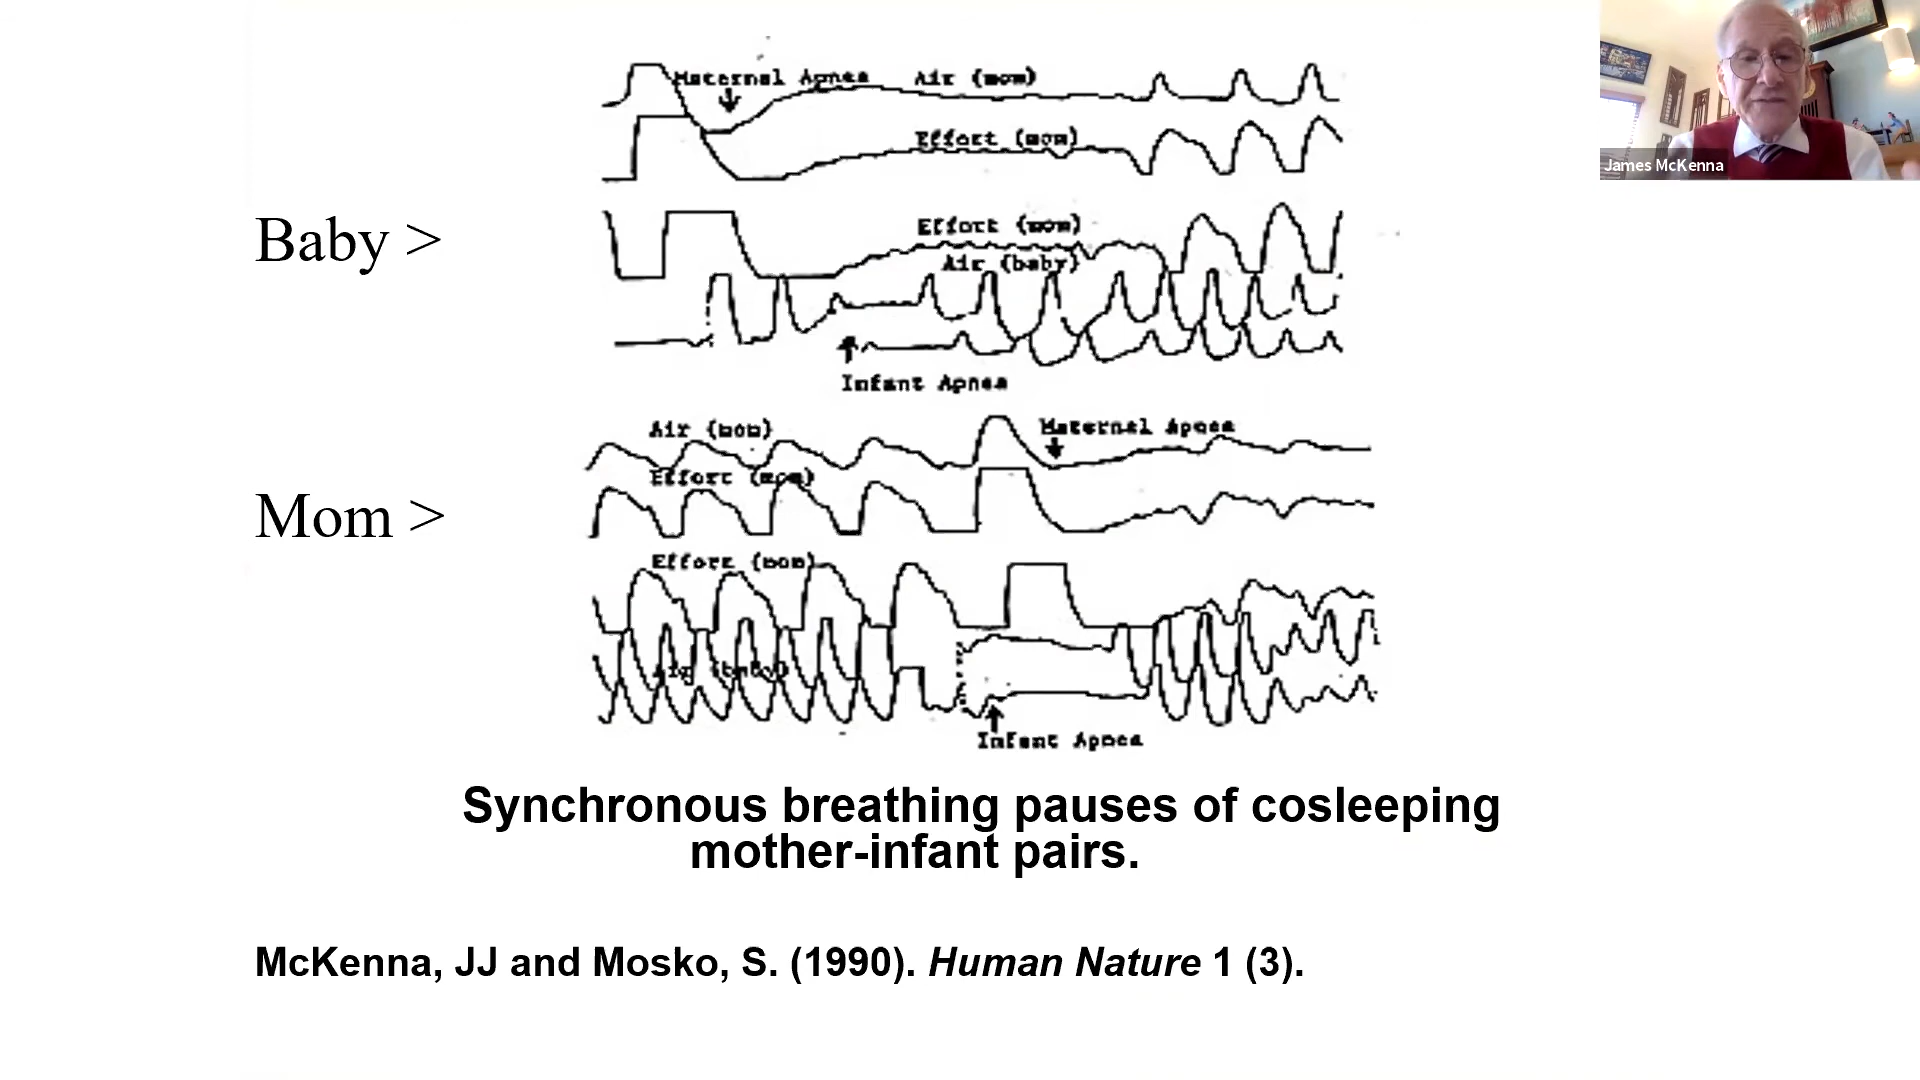 James McKenna
Maternal Apnea
Air (mom)
Effort (mom)
Baby >
Effort (mom)
Air (baby)
Infant Apnea
Air (mom)
Maternal Apnea
Effort (mom)
Mom >
Effort (mom)
Air (baby)
Infant Apnea
Synchronous breathing pauses of cosleeping
mother-infant pairs.
McKenna, JJ and Mosko, S. (1990). Human Nature 1 (3).